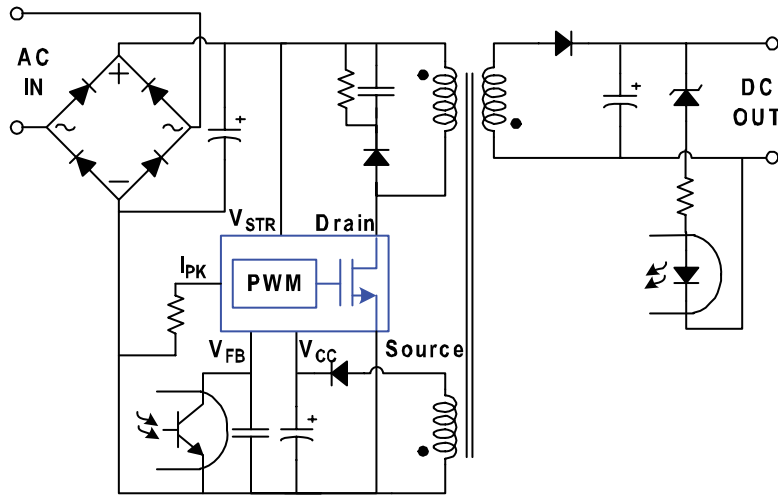 AC
IN
+
~
~
−
+
+
DC
OUT
VSTR
Drain
IPK
PWM
VFB
VCC
Source
+